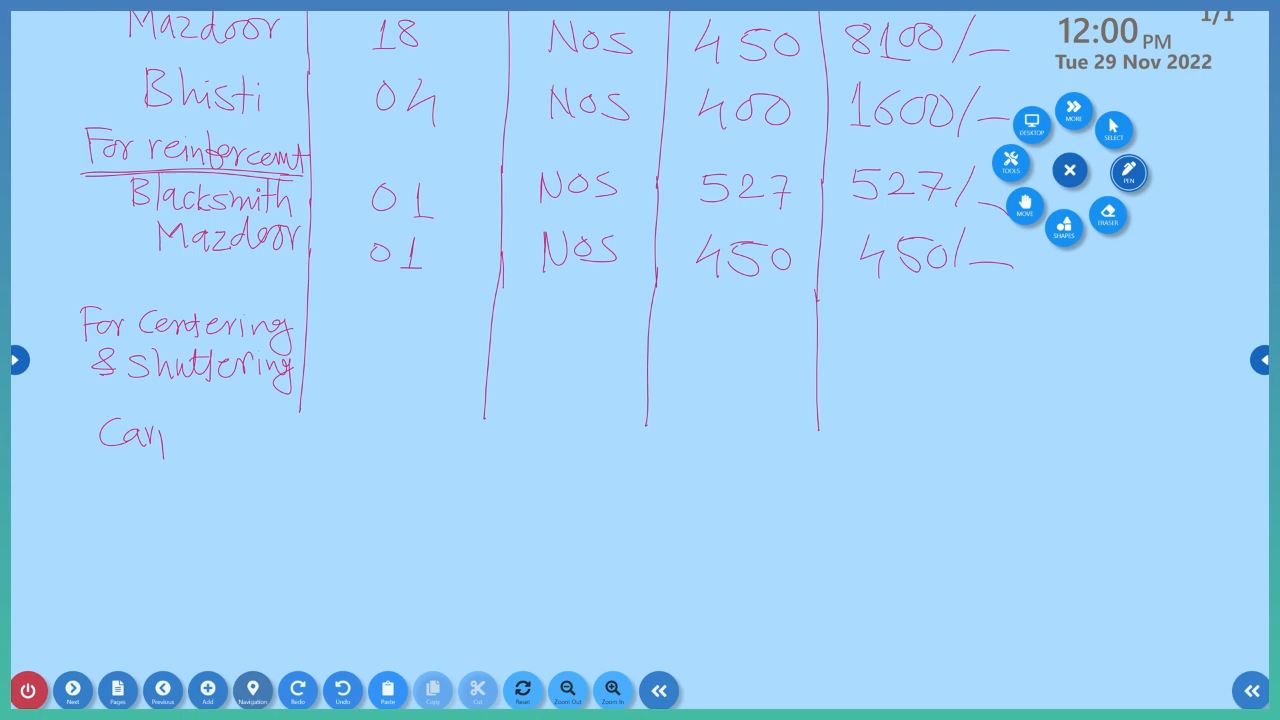 1/1
12:00 PM
Tue 29 Nov 2022
Mazdoor 18 Nos 450 8100/-
Bhisti 04 Nos 400 1600/-
For reinfercemt
Blacksmith 01 Nos 527 527/-
Mazdoor 01 Nos 450 450/-
For Centering
& Shuttering
Car
MORE
DESKTOP
SELECT
TOOLS
PEN
MOVE
ERASER
SHAPES
Next Pages Previous Add Navigation Redo Undo Paste Copy Cut Reset Zoom Out Zoom In